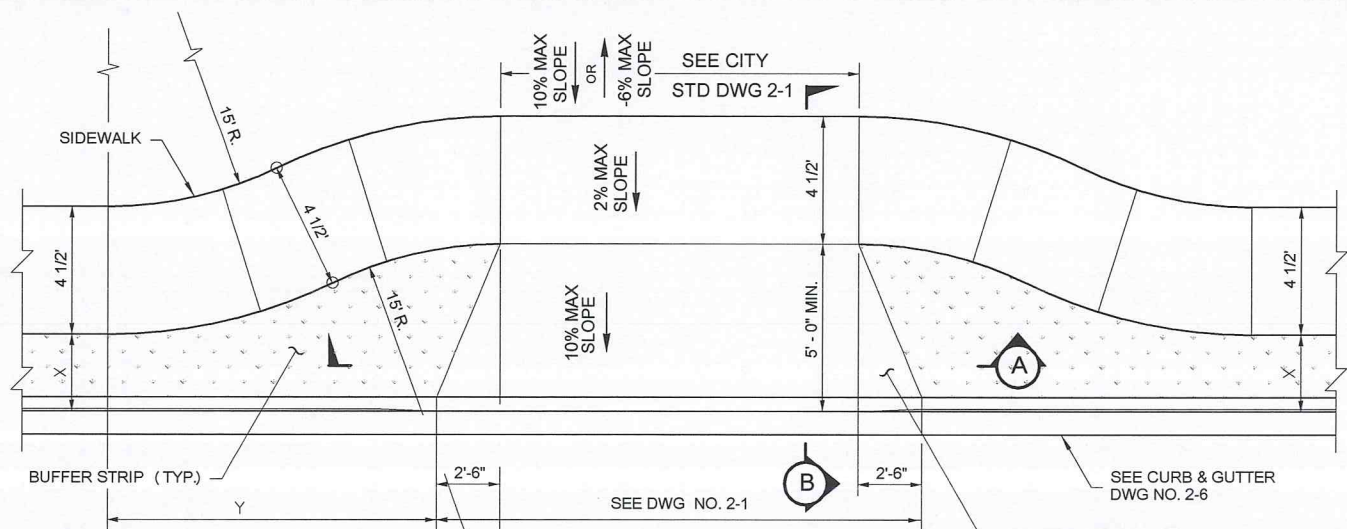 10% MAX
SLOPE
OR
-6% MAX
SLOPE
SEE CITY
STD DWG 2-1
SIDEWALK
15' R.
4 1/2'
2% MAX
SLOPE
4 1/2'
4 1/2'
4 1/2'
15' R.
10% MAX
SLOPE
5" - 0" MIN.
A
X
X
BUFFER STRIP (TYP.)
2'-6"
B
2'-6"
SEE CURB & GUTTER
DWG NO. 2-6
Y
SEE DWG NO. 2-1